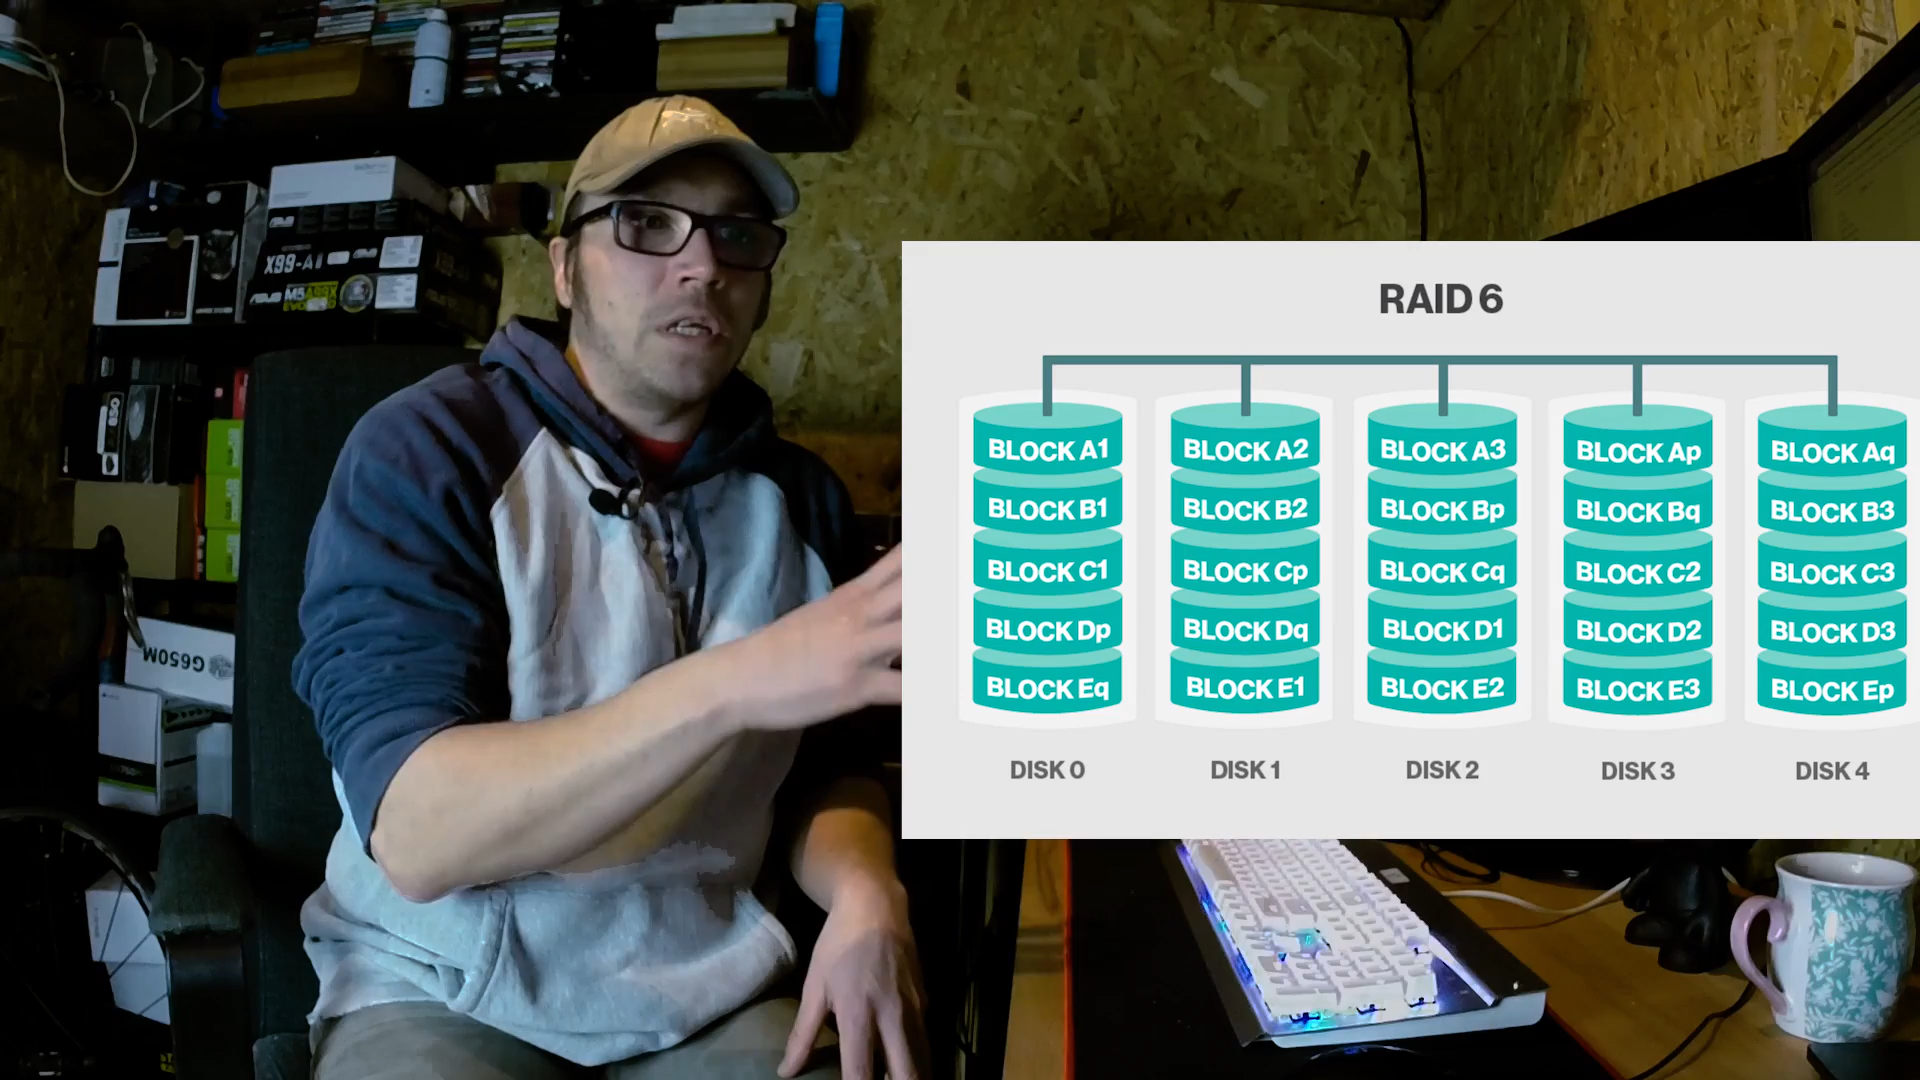 X99-A
ASUS
M5A99X
EVO
G650M
RAID 6
BLOCK A1 BLOCK A2 BLOCK A3 BLOCK Ap BLOCK Aq
BLOCK B1 BLOCK B2 BLOCK Bp BLOCK Bq BLOCK B3
BLOCK C1 BLOCK Cp BLOCK Cq BLOCK C2 BLOCK C3
BLOCK Dp BLOCK Dq BLOCK D1 BLOCK D2 BLOCK D3
BLOCK Eq BLOCK E1 BLOCK E2 BLOCK E3 BLOCK Ep
DISK 0 DISK 1 DISK 2 DISK 3 DISK 4